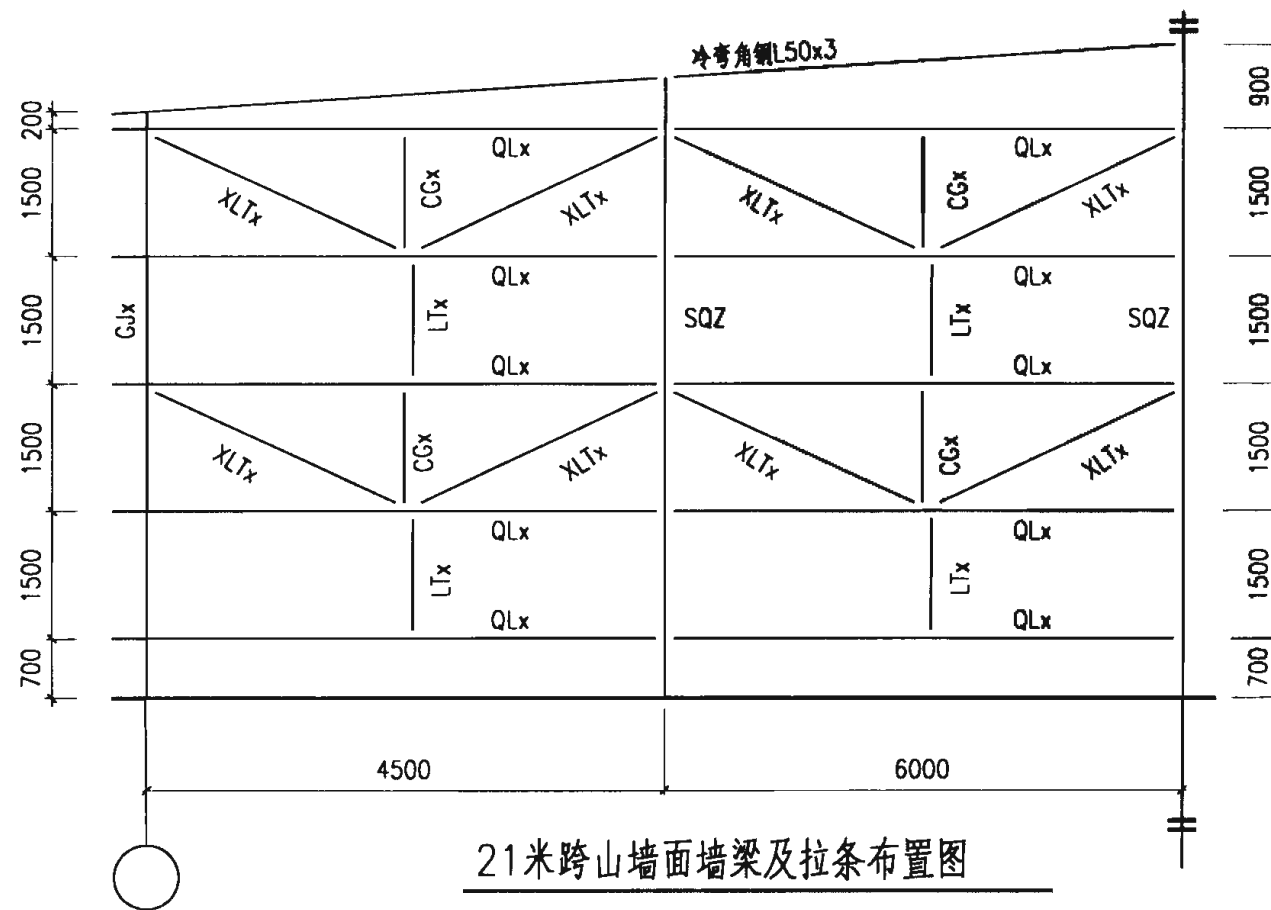 冷弯角钢L50x3
200
900
QLx
QLx
1500
XLTx
CGx
XLTx
XLTx
CGx
XLTx
1500
QLx
QLx
1500
GJx
LTx
SQZ
LTx
SQZ
1500
QLx
QLx
1500
XLTx
CGx
XLTx
XLTx
CGx
XLTx
1500
QLx
QLx
1500
LTx
LTx
1500
QLx
QLx
700
700
4500
6000
21米跨山墙面墙梁及拉条布置图